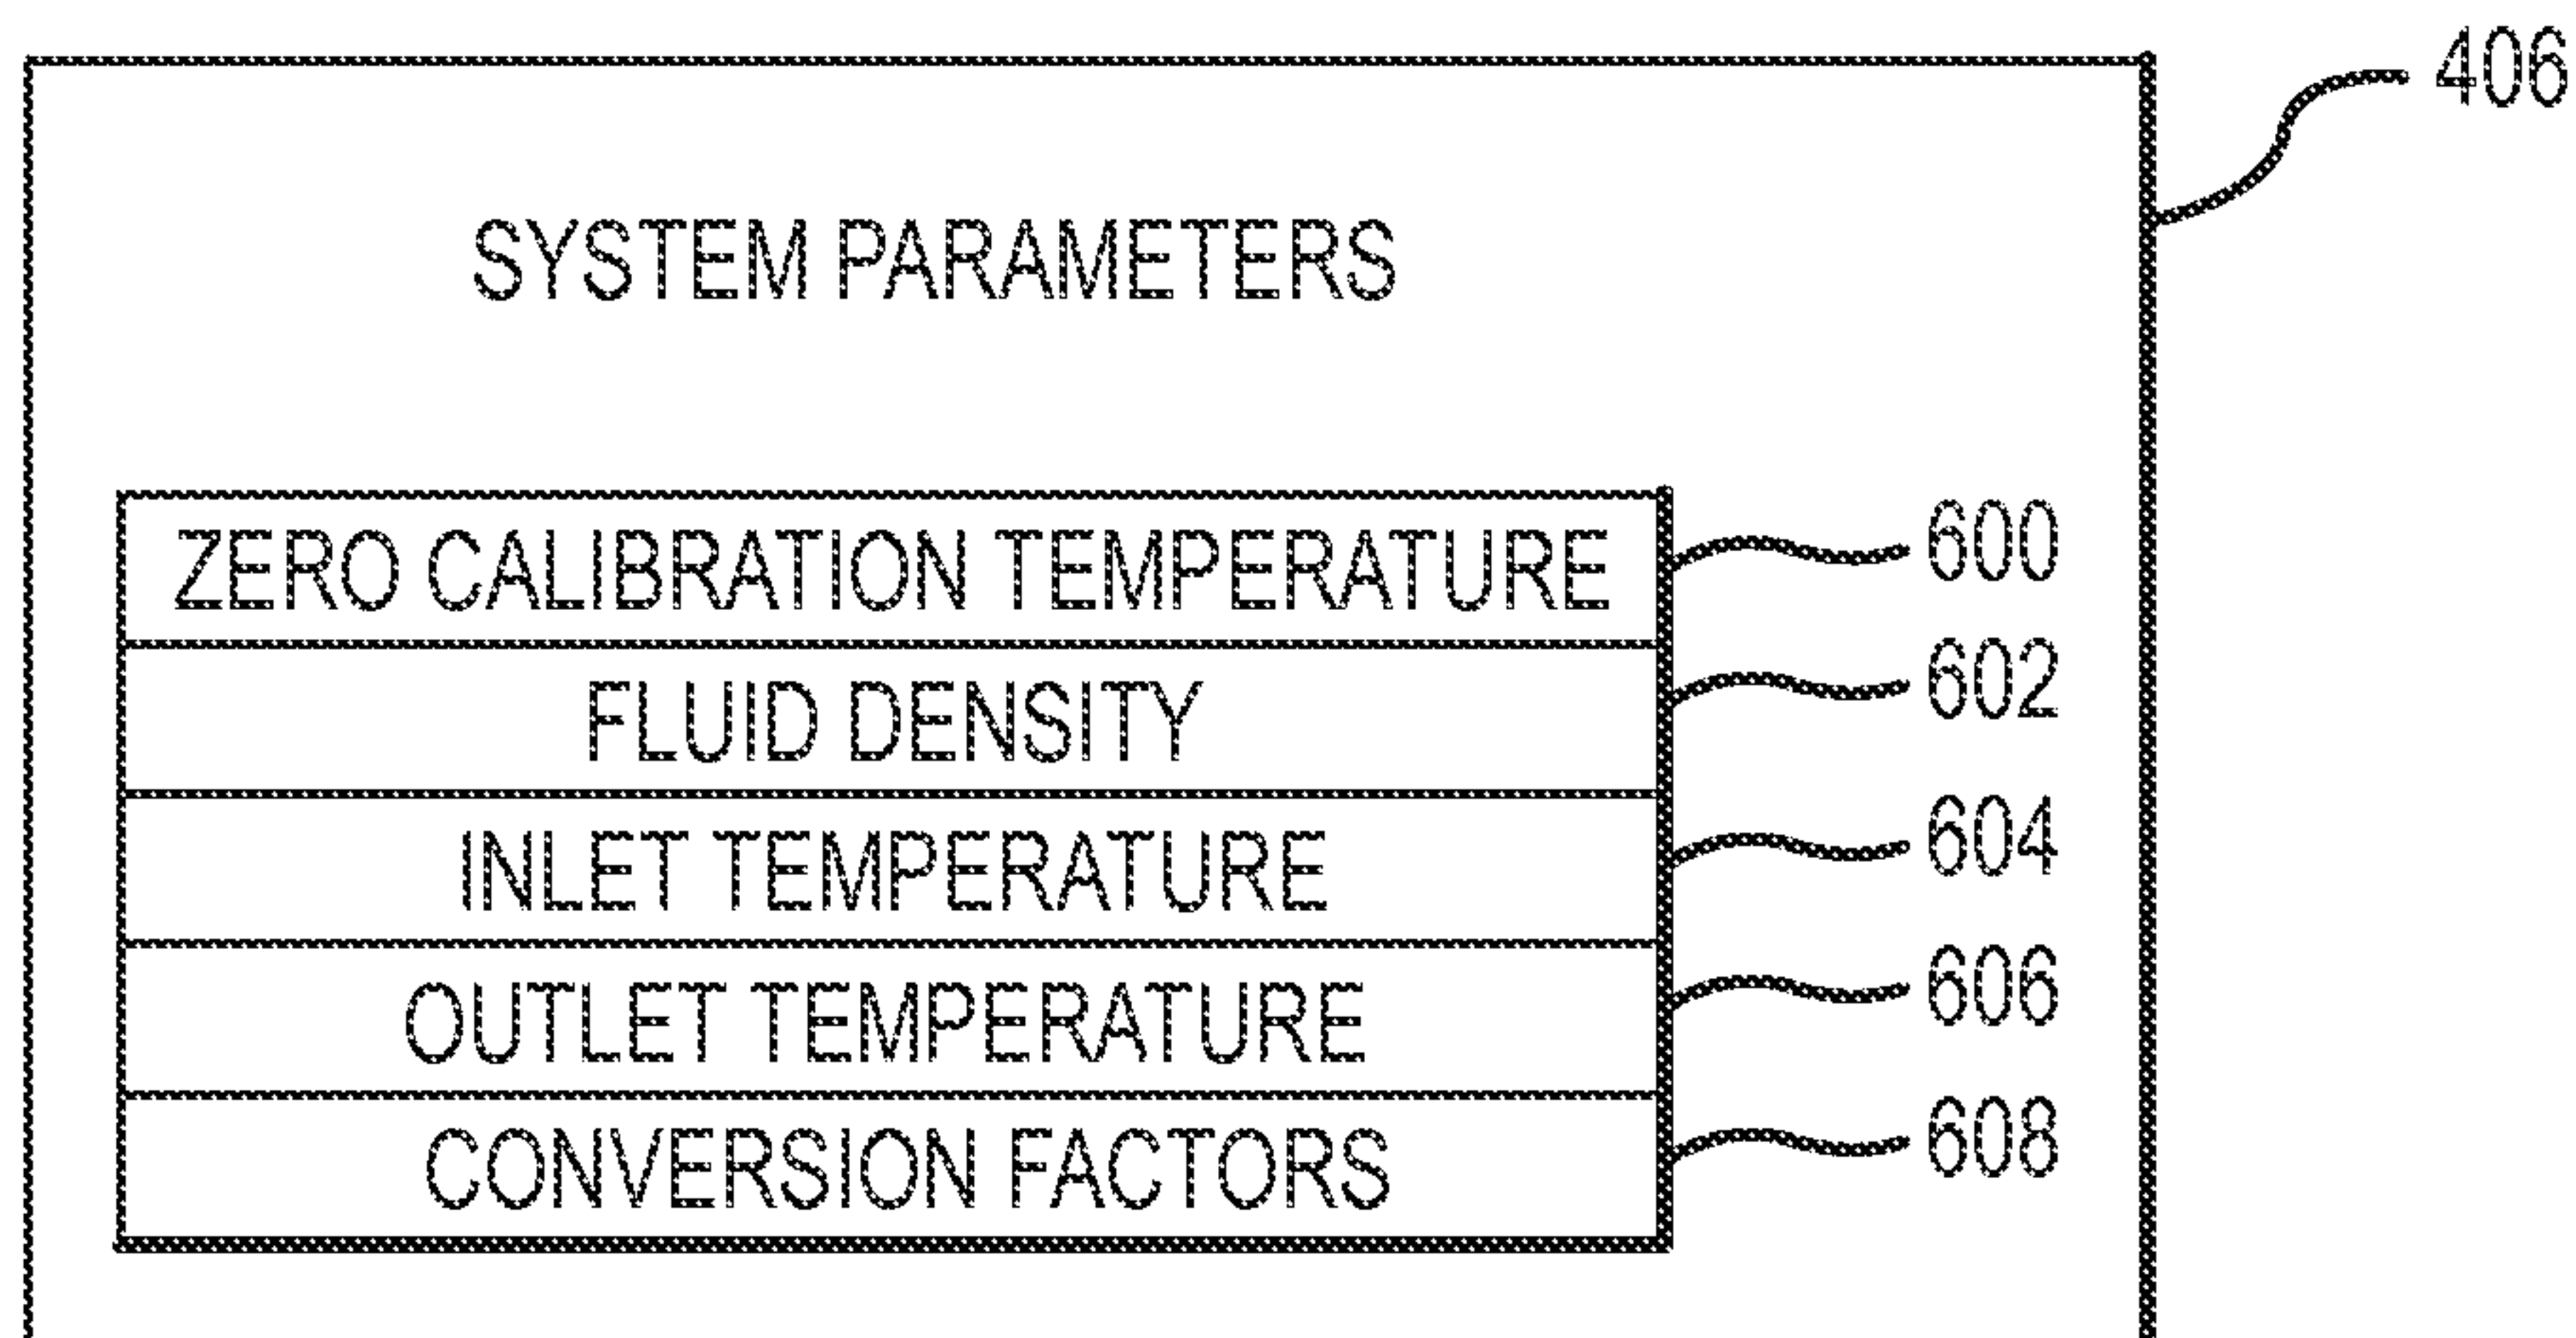 406
SYSTEM PARAMETERS
ZERO CALIBRATION TEMPERATURE 600
FLUID DENSITY 602
INLET TEMPERATURE 604
OUTLET TEMPERATURE 606
CONVERSION FACTORS 608